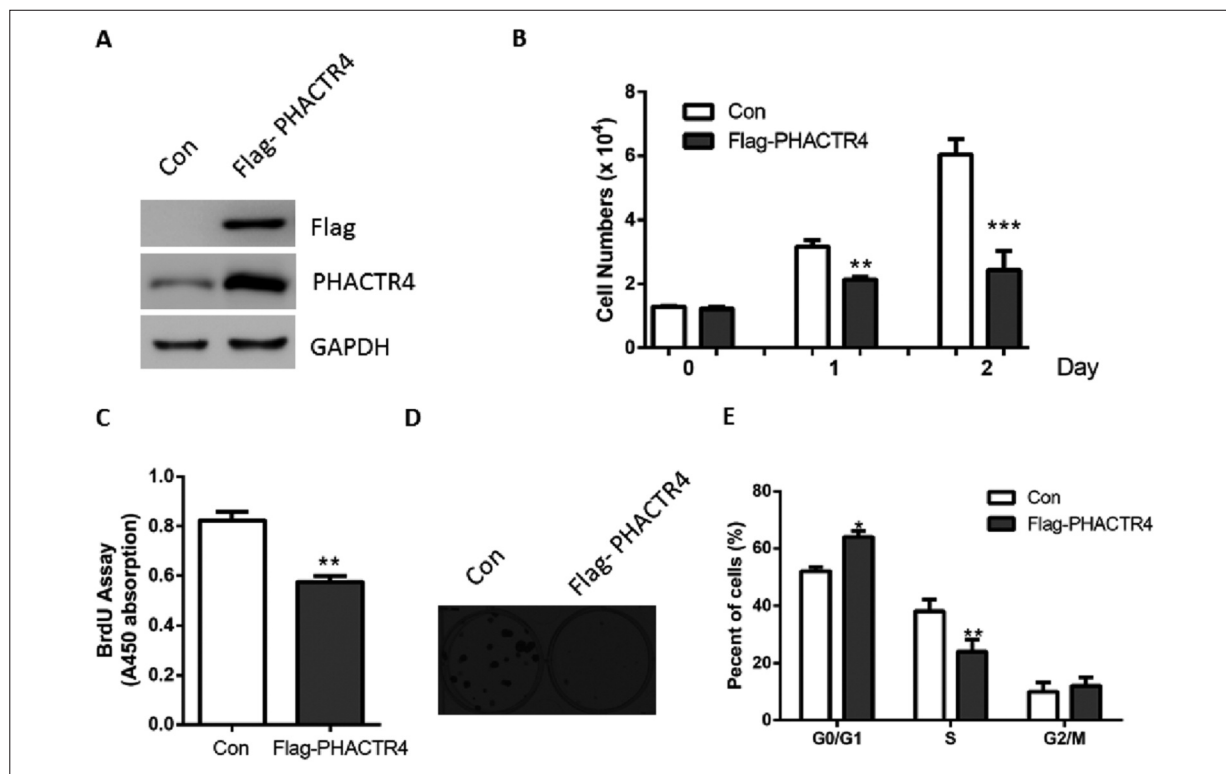 A
Con
Flag- PHACTR4
Flag
PHACTR4
GAPDH
B
Cell Numbers (x 10⁴)
8
6
4
2
0
Con
Flag-PHACTR4
**
***
0 1 2 Day
C
BrdU Assay
(A450 absorption)
1.0
0.8
0.6
0.4
0.2
0.0
**
Con Flag-PHACTR4
D
Con
Flag- PHACTR4
E
Pecent of cells (%)
80
60
40
20
0
Con
Flag-PHACTR4
*
**
G0/G1 S G2/M